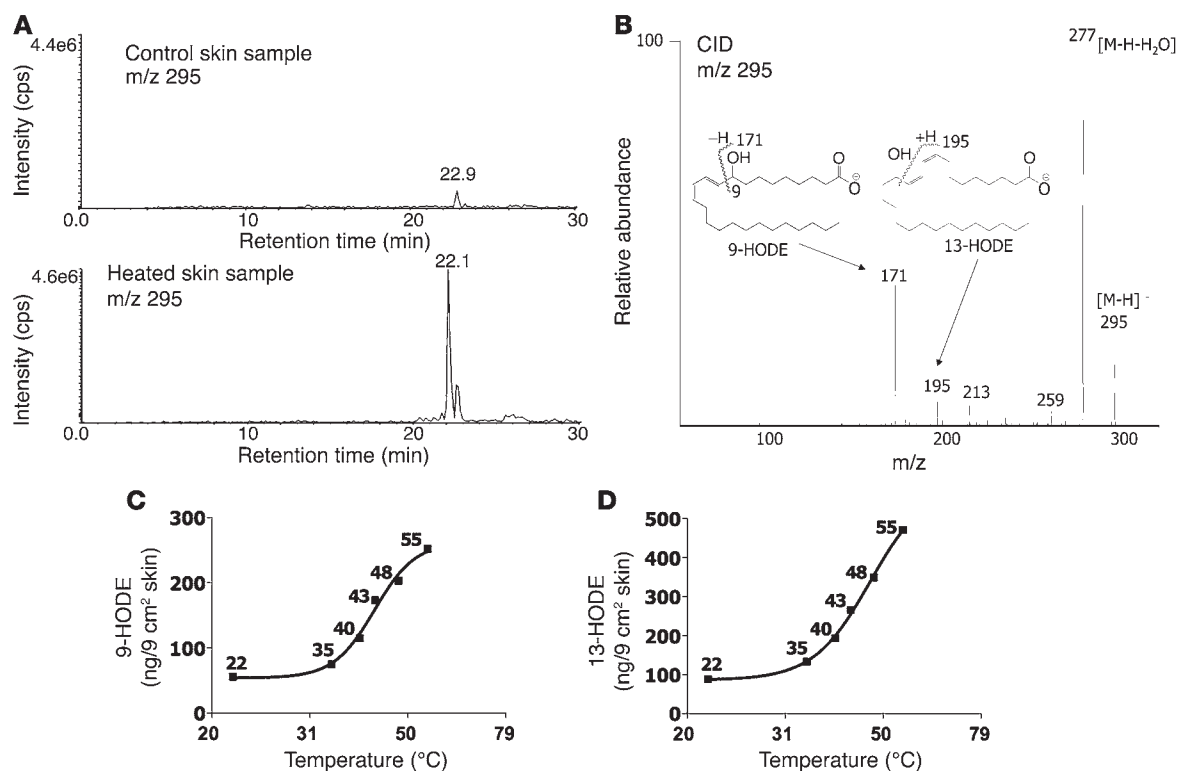 A
4.4e6
Control skin sample
m/z 295
Intensity (cps)
22.9
0.0 10 20 30
Retention time (min)
4.6e6
Heated skin sample
m/z 295
Intensity (cps)
22.1
0.0 10 20 30
Retention time (min)
B
100
CID
m/z 295
277 [M-H-H2O]
Relative abundance
–H 171
OH
9
O
O
⊖
9-HODE
+H 195
OH
O
O
⊖
13-HODE
171
195
213
259
[M-H] -
295
100 200 300
m/z
C
300
200
100
0
9-HODE
(ng/9 cm² skin)
22
35
40
43
48
55
20 31 50 79
Temperature (°C)
D
500
400
300
200
100
0
13-HODE
(ng/9 cm² skin)
22
35
40
43
48
55
20 31 50 79
Temperature (°C)